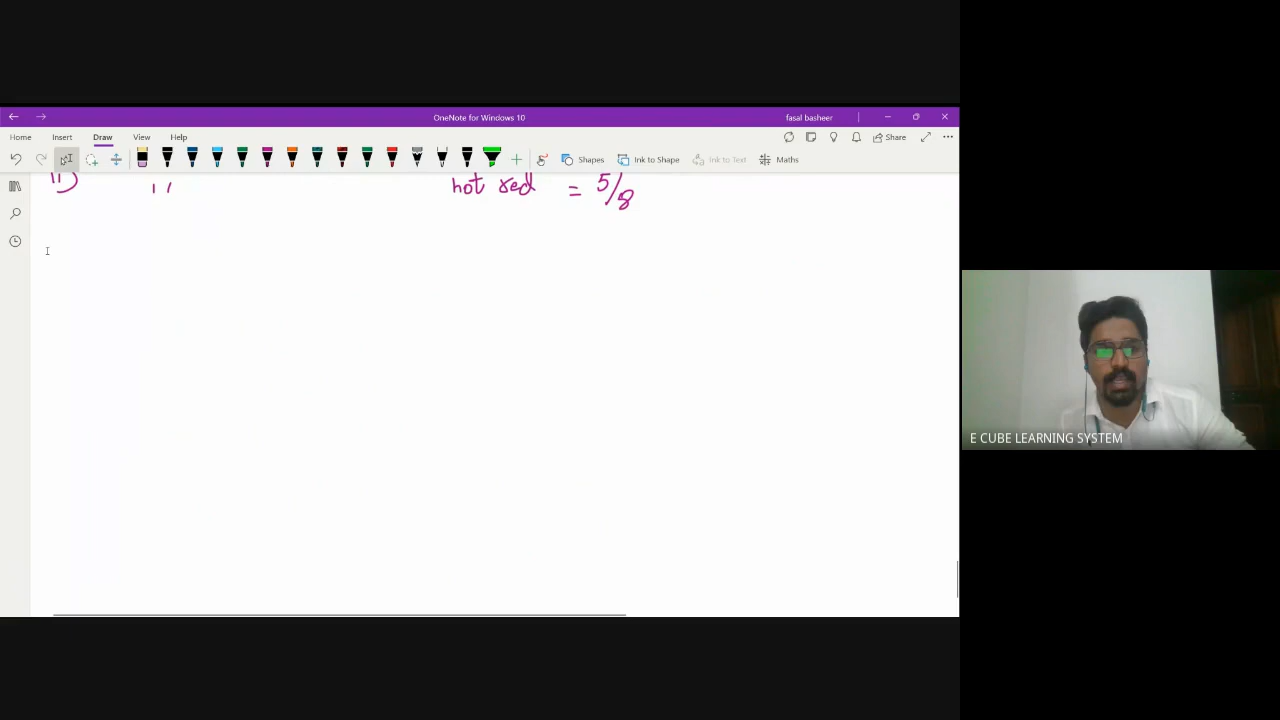 OneNote for Windows 10
fasal basheer
Home Insert Draw View Help
Share
Shapes Ink to Shape Ink to Text Maths
ii) '' not red = 5/8
E CUBE LEARNING SYSTEM